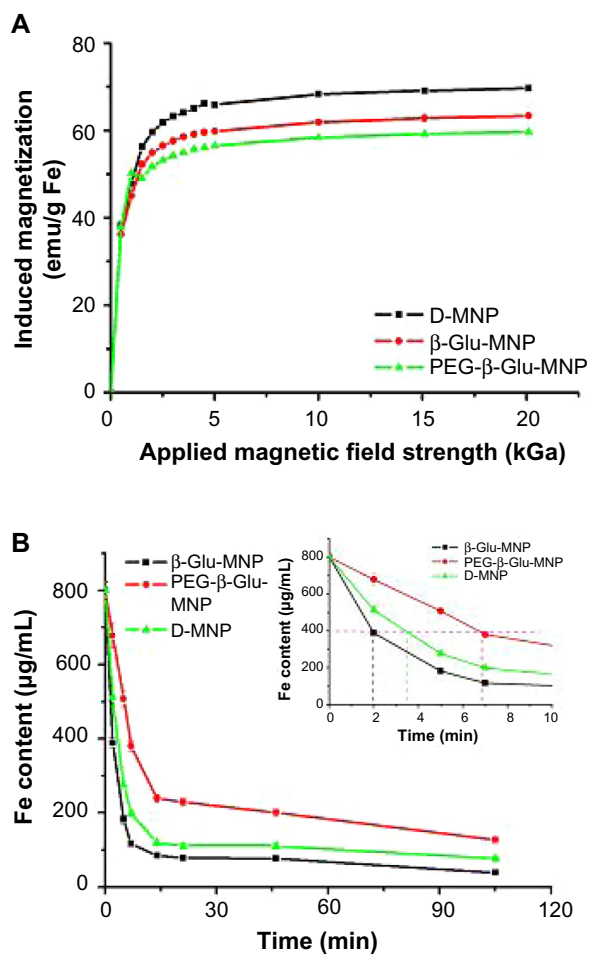 A
80
60
40
20
0
Induced magnetization
(emu/g Fe)
D-MNP
β-Glu-MNP
PEG-β-Glu-MNP
0 5 10 15 20
Applied magnetic field strength (kGa)
B
800
600
400
200
0
Fe content (µg/mL)
β-Glu-MNP
PEG-β-Glu-
MNP
D-MNP
0 30 60 90 120
Time (min)
800
600
400
200
0
Fe content (µg/mL)
β-Glu-MNP
PEG-β-Glu-MNP
D-MNP
0 2 4 6 8 10
Time (min)